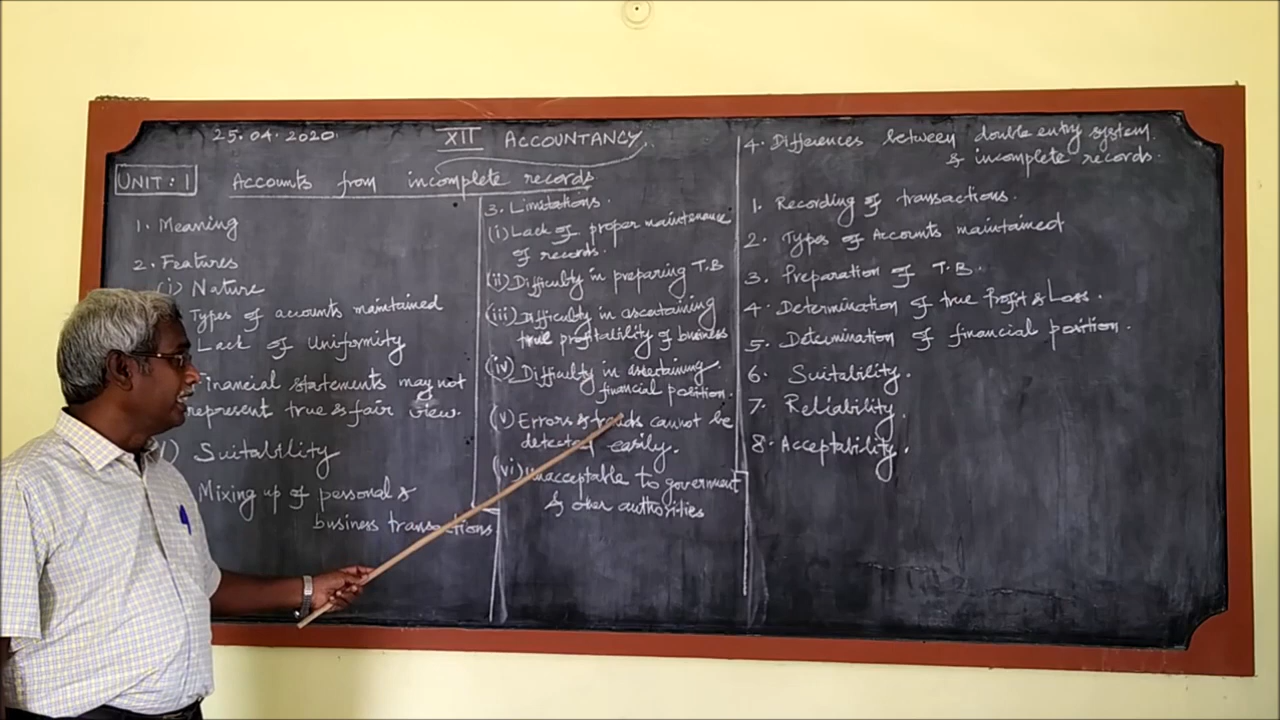 25.04.2020
XII ACCOUNTANCY
UNIT : 1
Accounts from incomplete records
1. Meaning
2. Features
(i) Nature
Types of accounts maintained
Lack of Uniformity
Financial statements may not
represent true & fair view.
Suitability
Mixing up of personal &
business transactions
3. Limitations.
(i) Lack of proper maintenance
of records.
(ii) Difficulty in preparing T.B
(iii) Difficulty in ascertaining
true profitability of business
(iv) Difficulty in ascertaining
financial position.
(v) Errors & frauds cannot be
detected easily.
(vi) Unacceptable to goverment
& other authorities
4. Differences between double entry system
& incomplete records.
1. Recording of transactions.
2. Types of Accounts maintained
3. Preparation of T.B.
4. Determination of true Profit & Loss.
5. Determination of financial position.
6. Suitability.
7. Reliability.
8. Acceptability.